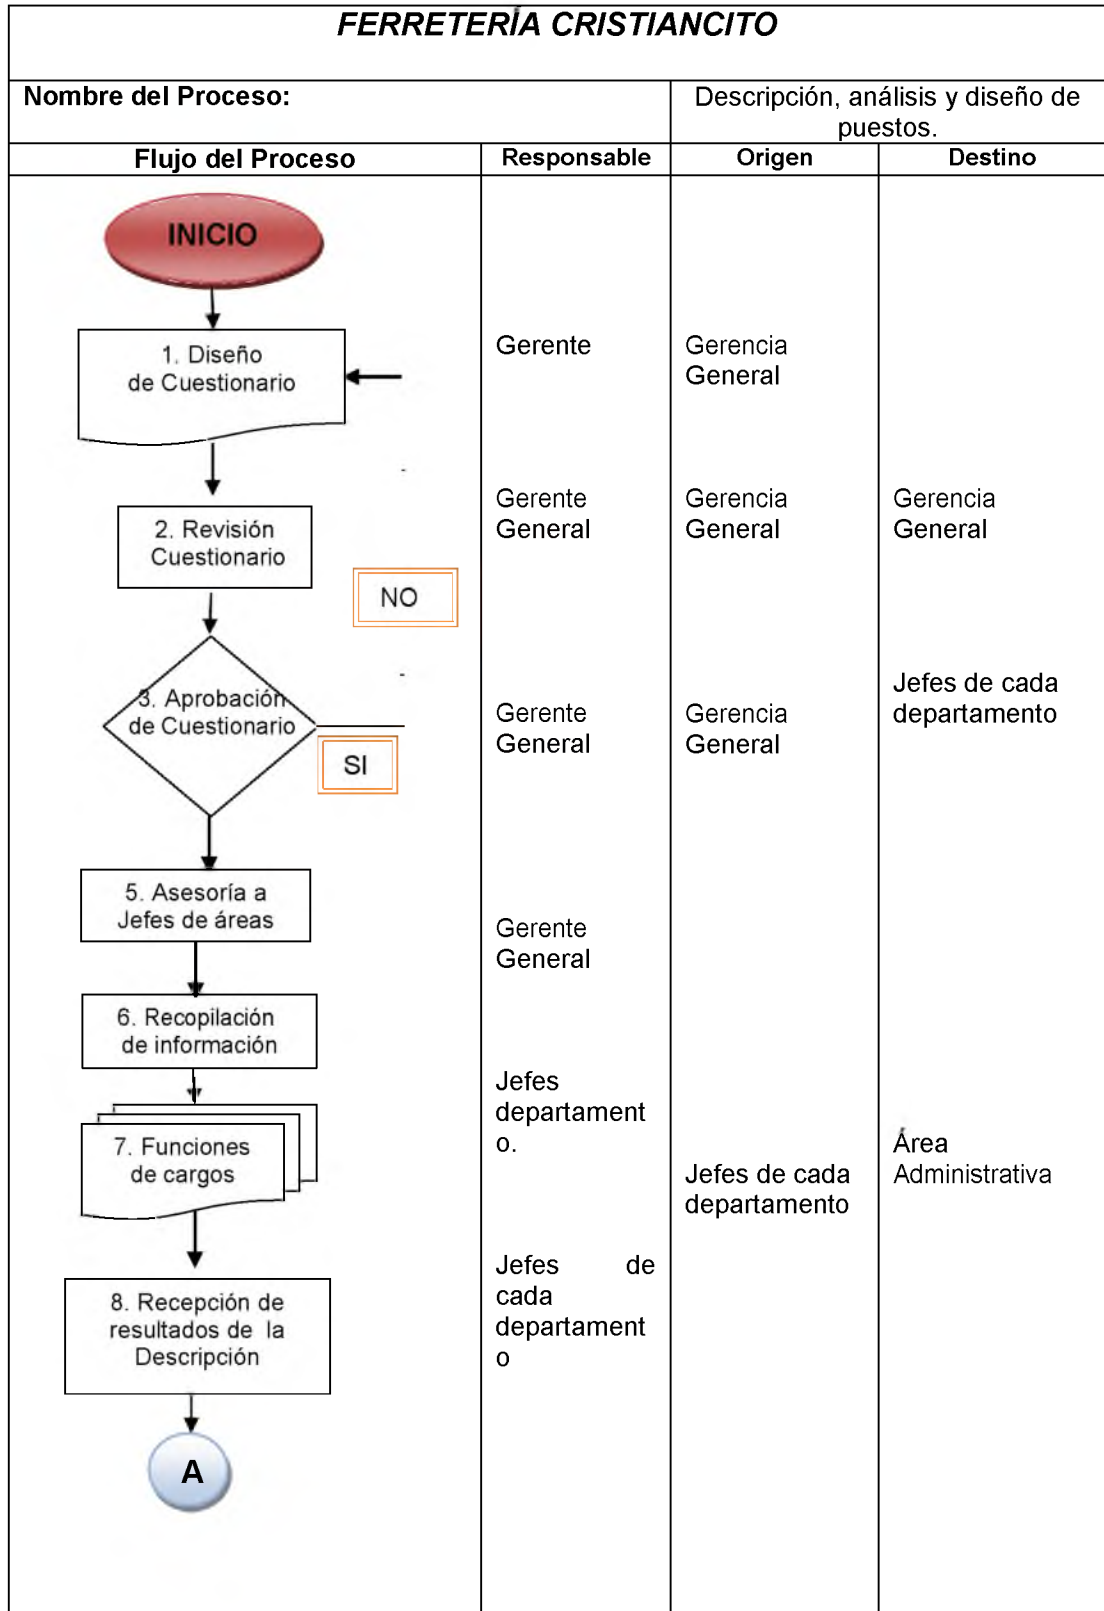 FERRETERÍA CRISTIANCITO
Nombre del Proceso:
Descripción, análisis y diseño de
puestos.
Flujo del Proceso
Responsable
Origen
Destino
INICIO
1. Diseño
de Cuestionario
Gerente
Gerencia
General
2. Revisión
Cuestionario
Gerente
General
Gerencia
General
Gerencia
General
NO
3. Aprobación
de Cuestionario
Gerente
General
Gerencia
General
Jefes de cada
departamento
SI
5. Asesoría a
Jefes de áreas
Gerente
General
6. Recopilación
de información
Jefes
departament
o.
7. Funciones
de cargos
Jefes de cada
departamento
Área
Administrativa
8. Recepción de
resultados de la
Descripción
Jefes de
cada
departament
o
A